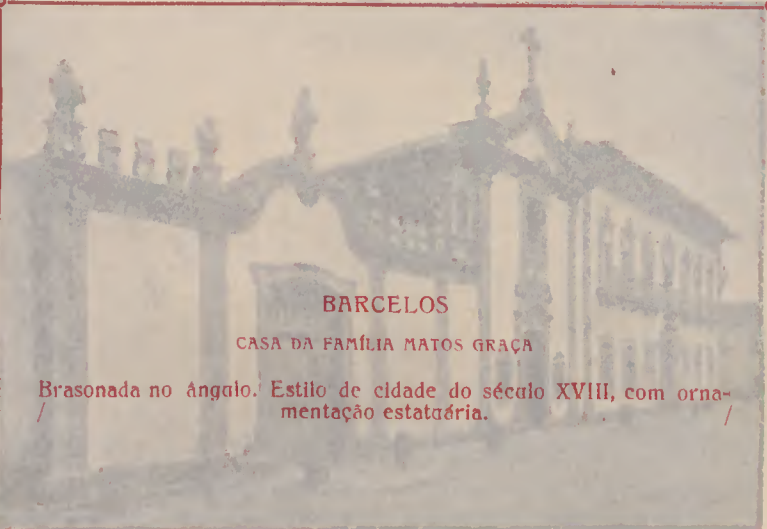 BARCELOS
CASA DA FAMÍLIA MATOS GRAÇA
Brasonada no ângulo. Estilo de cidade do século XVIII, com orna-
mentação estatuária.